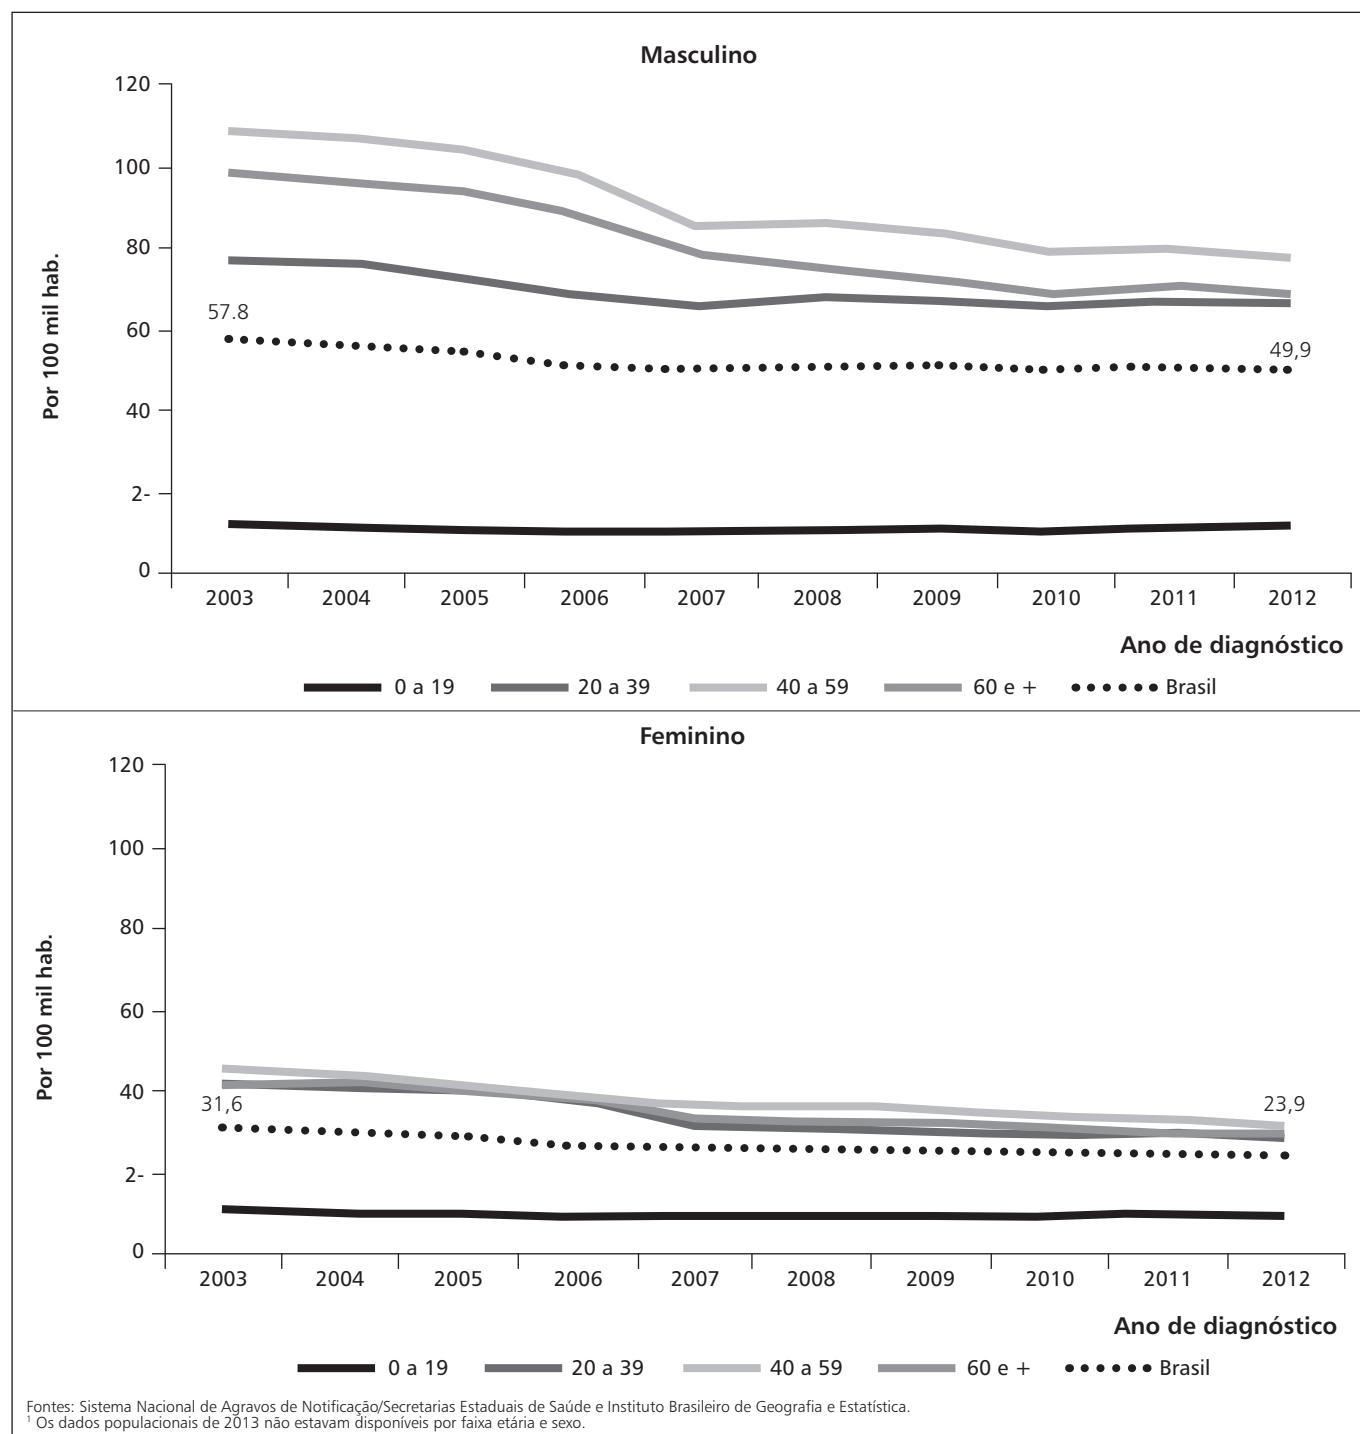 Masculino
120
100
80
60
40
2-
0
Por 100 mil hab.
57.8
49,9
2003 2004 2005 2006 2007 2008 2009 2010 2011 2012
Ano de diagnóstico
0 a 19 20 a 39 40 a 59 60 e + Brasil
Feminino
120
100
80
60
40
2-
0
Por 100 mil hab.
31,6
23,9
2003 2004 2005 2006 2007 2008 2009 2010 2011 2012
Ano de diagnóstico
0 a 19 20 a 39 40 a 59 60 e + Brasil
Fontes: Sistema Nacional de Agravos de Notificação/Secretarias Estaduais de Saúde e Instituto Brasileiro de Geografia e Estatística.
¹ Os dados populacionais de 2013 não estavam disponíveis por faixa etária e sexo.